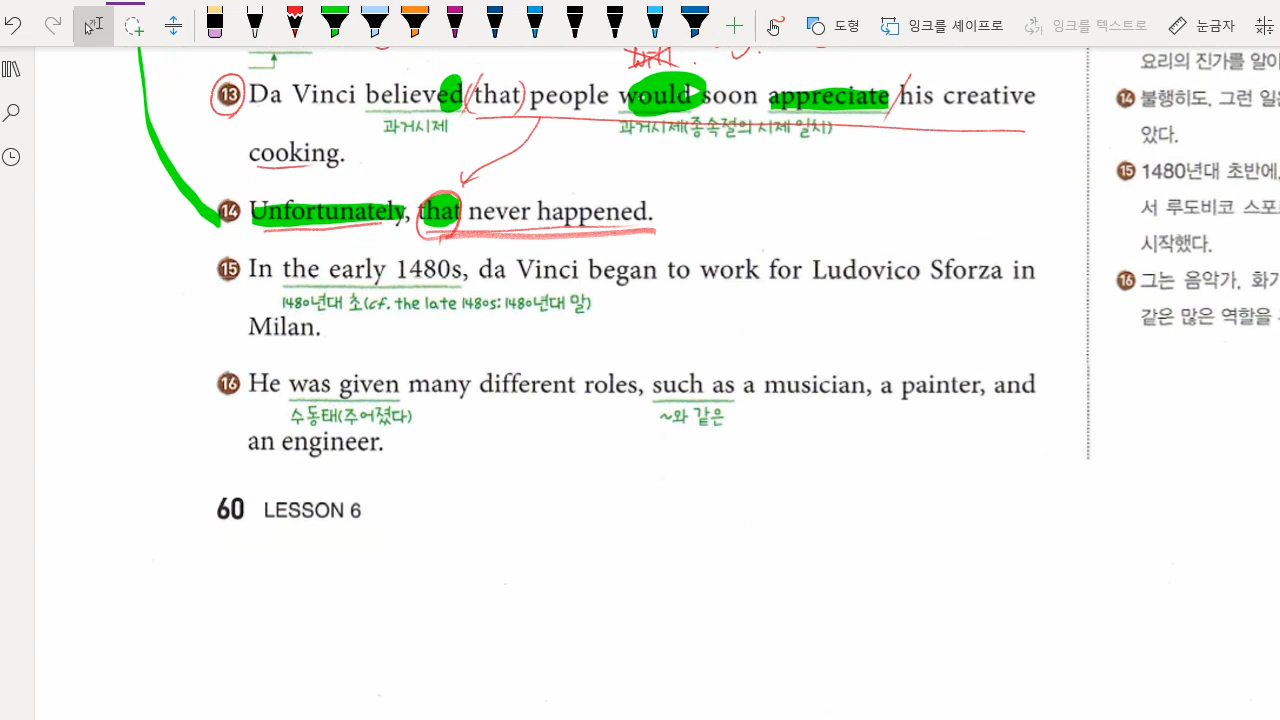 도형
잉크를 셰이프로
잉크를 텍스트로
눈금자
⑬ Da Vinci believed (that) people would soon appreciate his creative
과거시제 과거시제(종속절의 시제 일치)
cooking.
⑭ Unfortunately, that never happened.
⑮ In the early 1480s, da Vinci began to work for Ludovico Sforza in
1480년대 초(cf. the late 1480s: 1480년대 말)
Milan.
⑯ He was given many different roles, such as a musician, a painter, and
수동태(주어졌다) ~와 같은
an engineer.
60 LESSON 6
요리의 진가를 알아
⑭ 불행히도, 그런 일은
았다.
⑮ 1480년대 초반에,
서 루도비코 스포
시작했다.
⑯ 그는 음악가, 화가
같은 많은 역할을